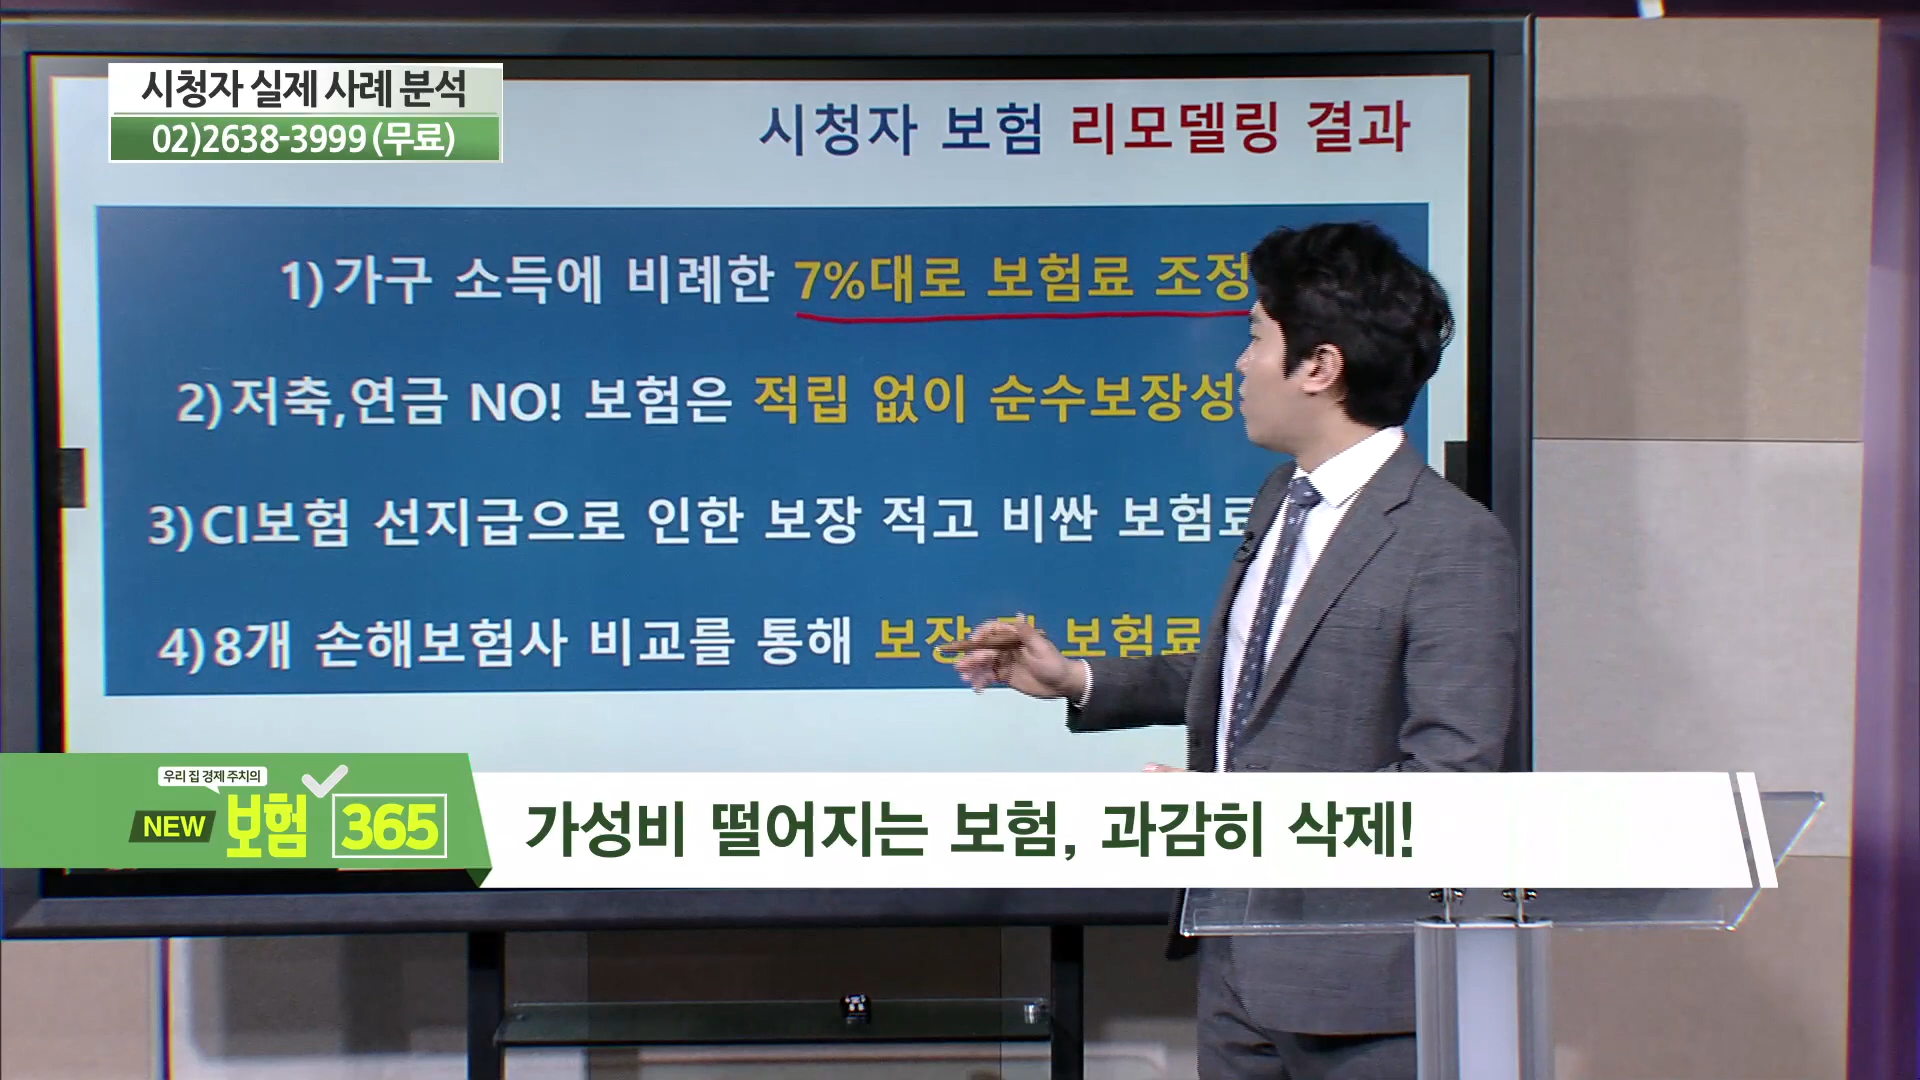 시청자 실제 사례 분석
02)2638-3999 (무료)
시청자 보험 리모델링 결과
1)가구 소득에 비례한 7%대로 보험료 조정
2)저축,연금 NO! 보험은 적립 없이 순수보장성
3)CI보험 선지급으로 인한 보장 적고 비싼 보험료
4)8개 손해보험사 비교를 통해 보장 보험료
우리 집 경제 주치의
NEW 보험 365
가성비 떨어지는 보험, 과감히 삭제!